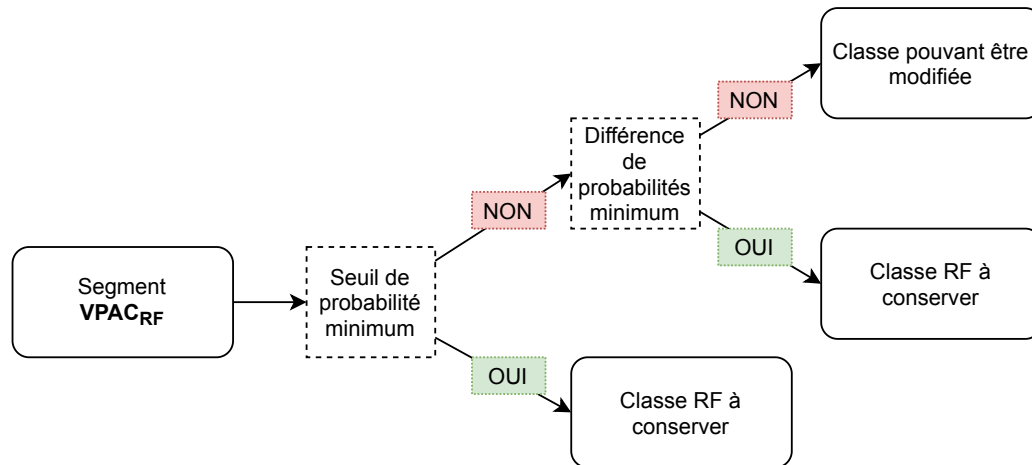 Segment
VPAC_RF
Seuil de
probabilité
minimum
NON
OUI
Différence
de
probabilités
minimum
NON
OUI
Classe pouvant être
modifiée
Classe RF à
conserver
Classe RF à
conserver